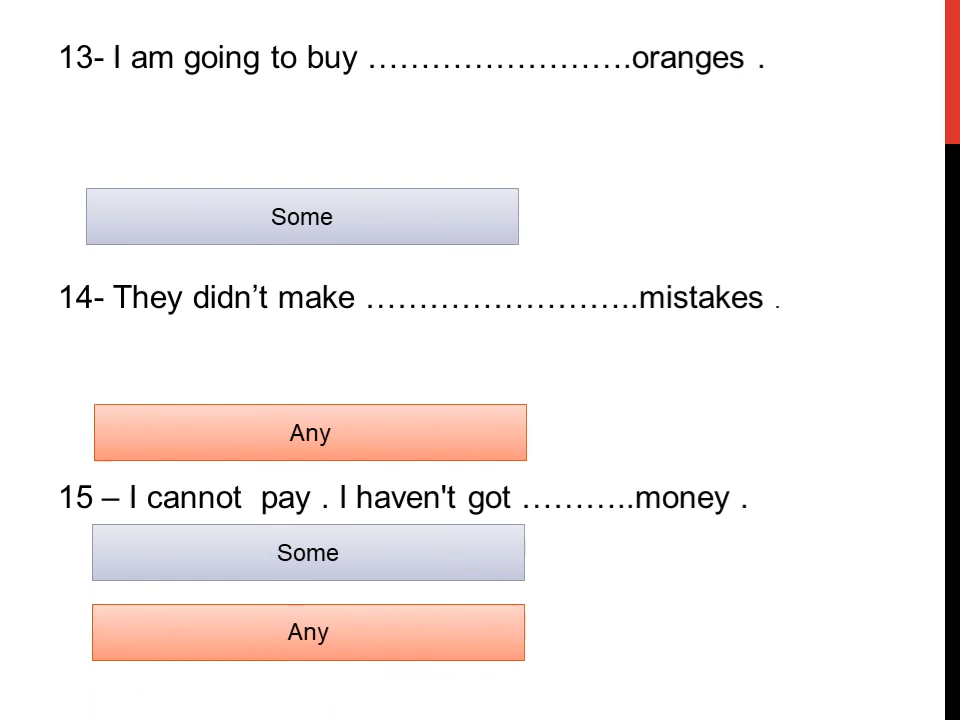 13- I am going to buy …………………….oranges .
Some
14- They didn’t make ……………………..mistakes .
Any
15 – I cannot  pay . I haven't got ………..money .
Some
Any